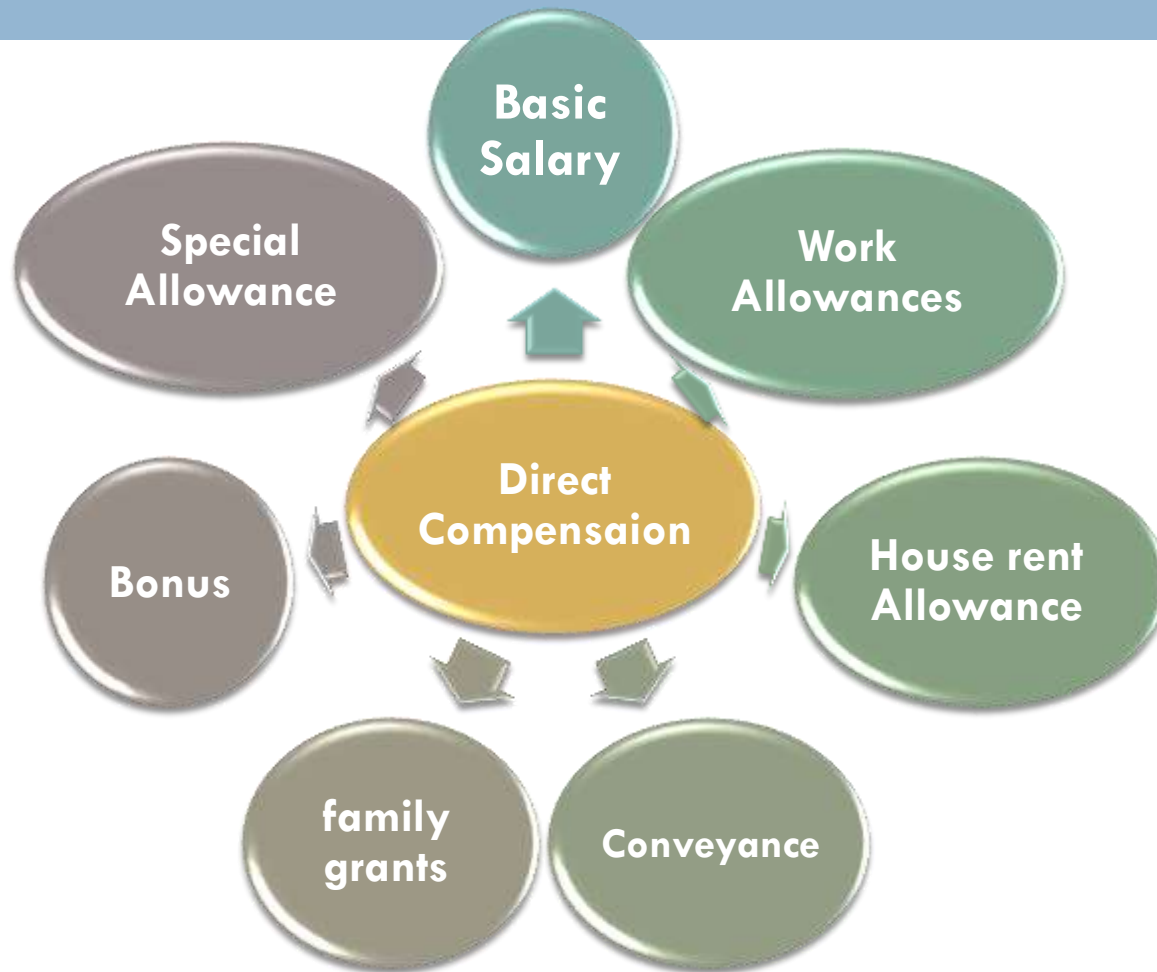 Basic
Salary
Work
Allowances
House rent
Allowance
Conveyance
family
grants
Bonus
Special
Allowance
Direct
Compensaion